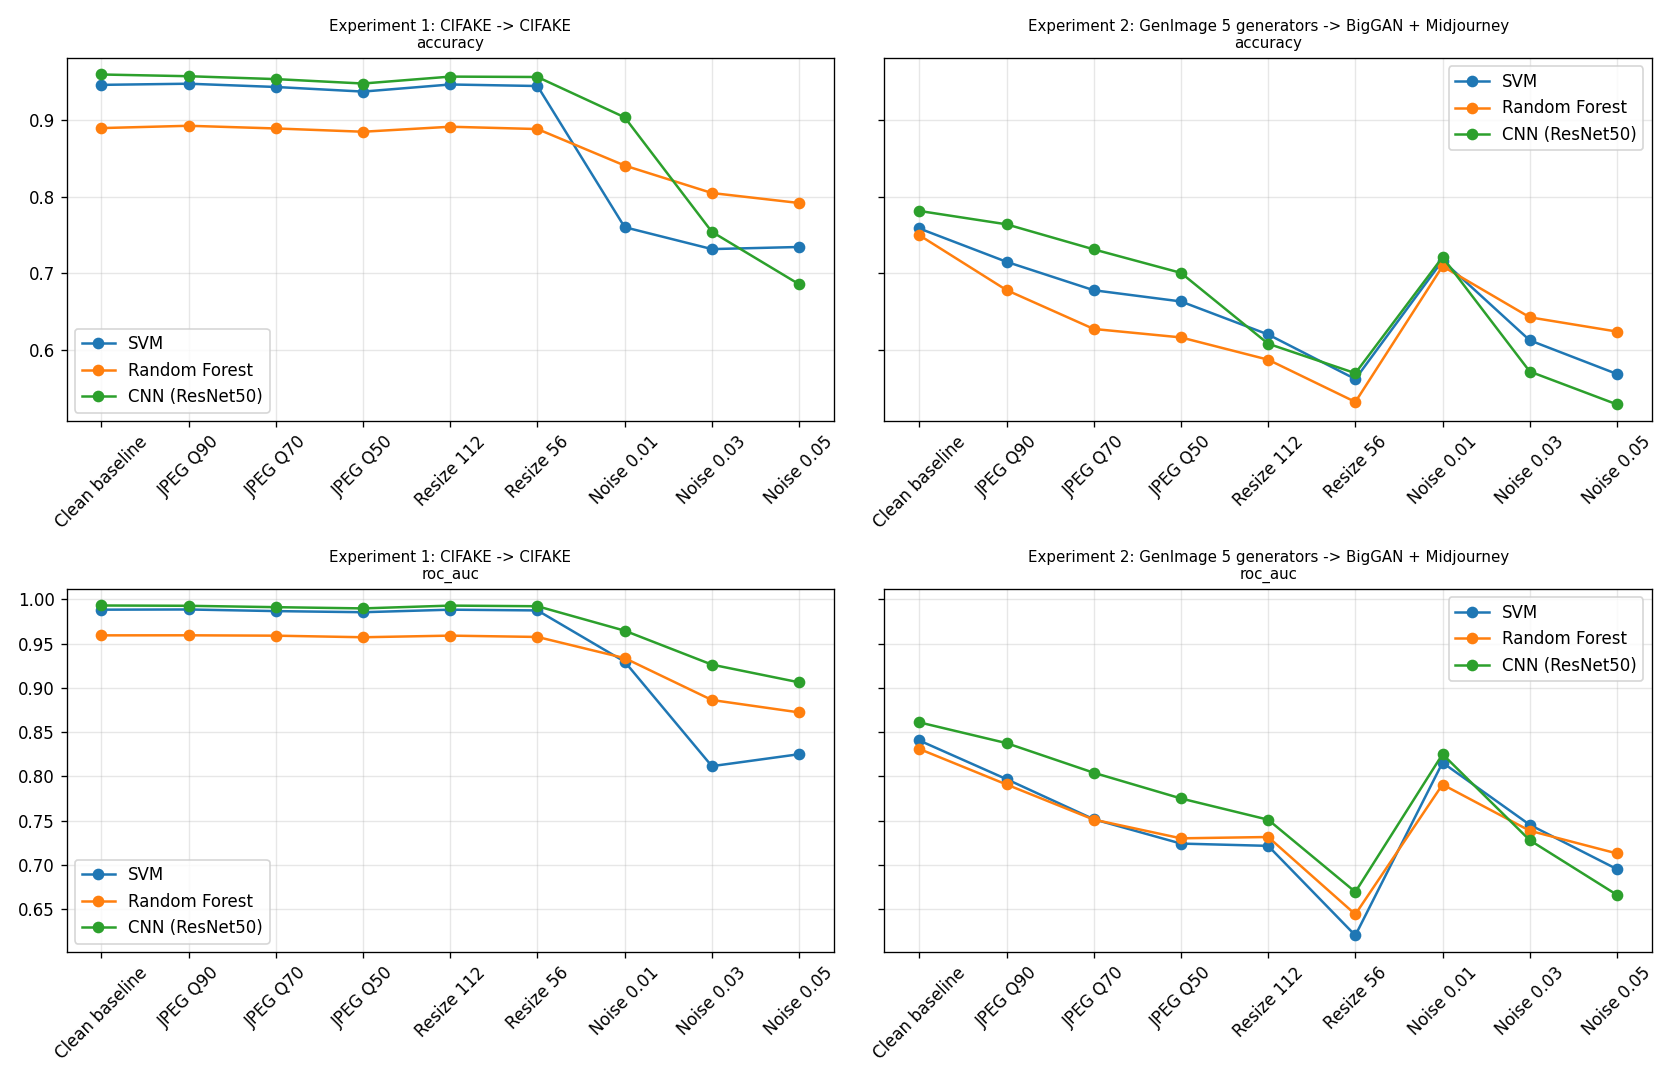 Experiment 1: CIFAKE -> CIFAKE
accuracy
0.9
0.8
0.7
0.6
SVM
Random Forest
CNN (ResNet50)
Clean baseline
JPEG Q90
JPEG Q70
JPEG Q50
Resize 112
Resize 56
Noise 0.01
Noise 0.03
Noise 0.05
Experiment 2: GenImage 5 generators -> BigGAN + Midjourney
accuracy
SVM
Random Forest
CNN (ResNet50)
Clean baseline
JPEG Q90
JPEG Q70
JPEG Q50
Resize 112
Resize 56
Noise 0.01
Noise 0.03
Noise 0.05
Experiment 1: CIFAKE -> CIFAKE
roc_auc
1.00
0.95
0.90
0.85
0.80
0.75
0.70
0.65
SVM
Random Forest
CNN (ResNet50)
Clean baseline
JPEG Q90
JPEG Q70
JPEG Q50
Resize 112
Resize 56
Noise 0.01
Noise 0.03
Noise 0.05
Experiment 2: GenImage 5 generators -> BigGAN + Midjourney
roc_auc
SVM
Random Forest
CNN (ResNet50)
Clean baseline
JPEG Q90
JPEG Q70
JPEG Q50
Resize 112
Resize 56
Noise 0.01
Noise 0.03
Noise 0.05